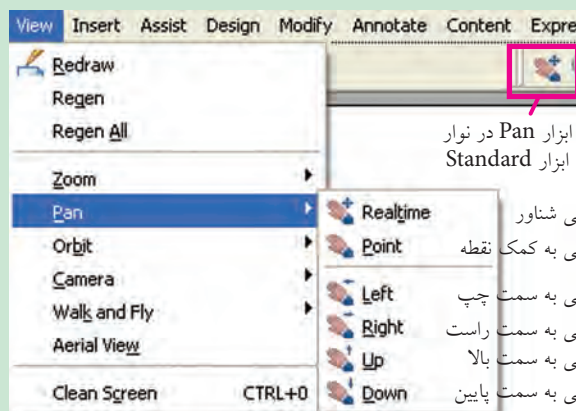 View Insert Assist Design Modify Annotate Content Expre
Redraw
Regen
Regen All
ابزار Pan در نوار
ابزار Standard
Zoom
Pan
Orbit
Camera
Walk and Fly
Aerial View
Clean Screen CTRL+0
Realtime ی شناور
Point ی به کمک نقطه
Left ی به سمت چپ
Right ی به سمت راست
Up ی به سمت بالا
Down ی به سمت پایین